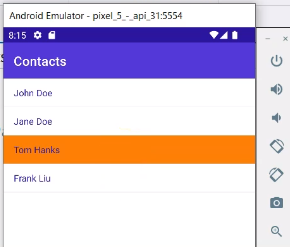 Android Emulator - pixel_5_-_api_31:5554
8:15
Contacts
John Doe
Jane Doe
Tom Hanks
Frank Liu